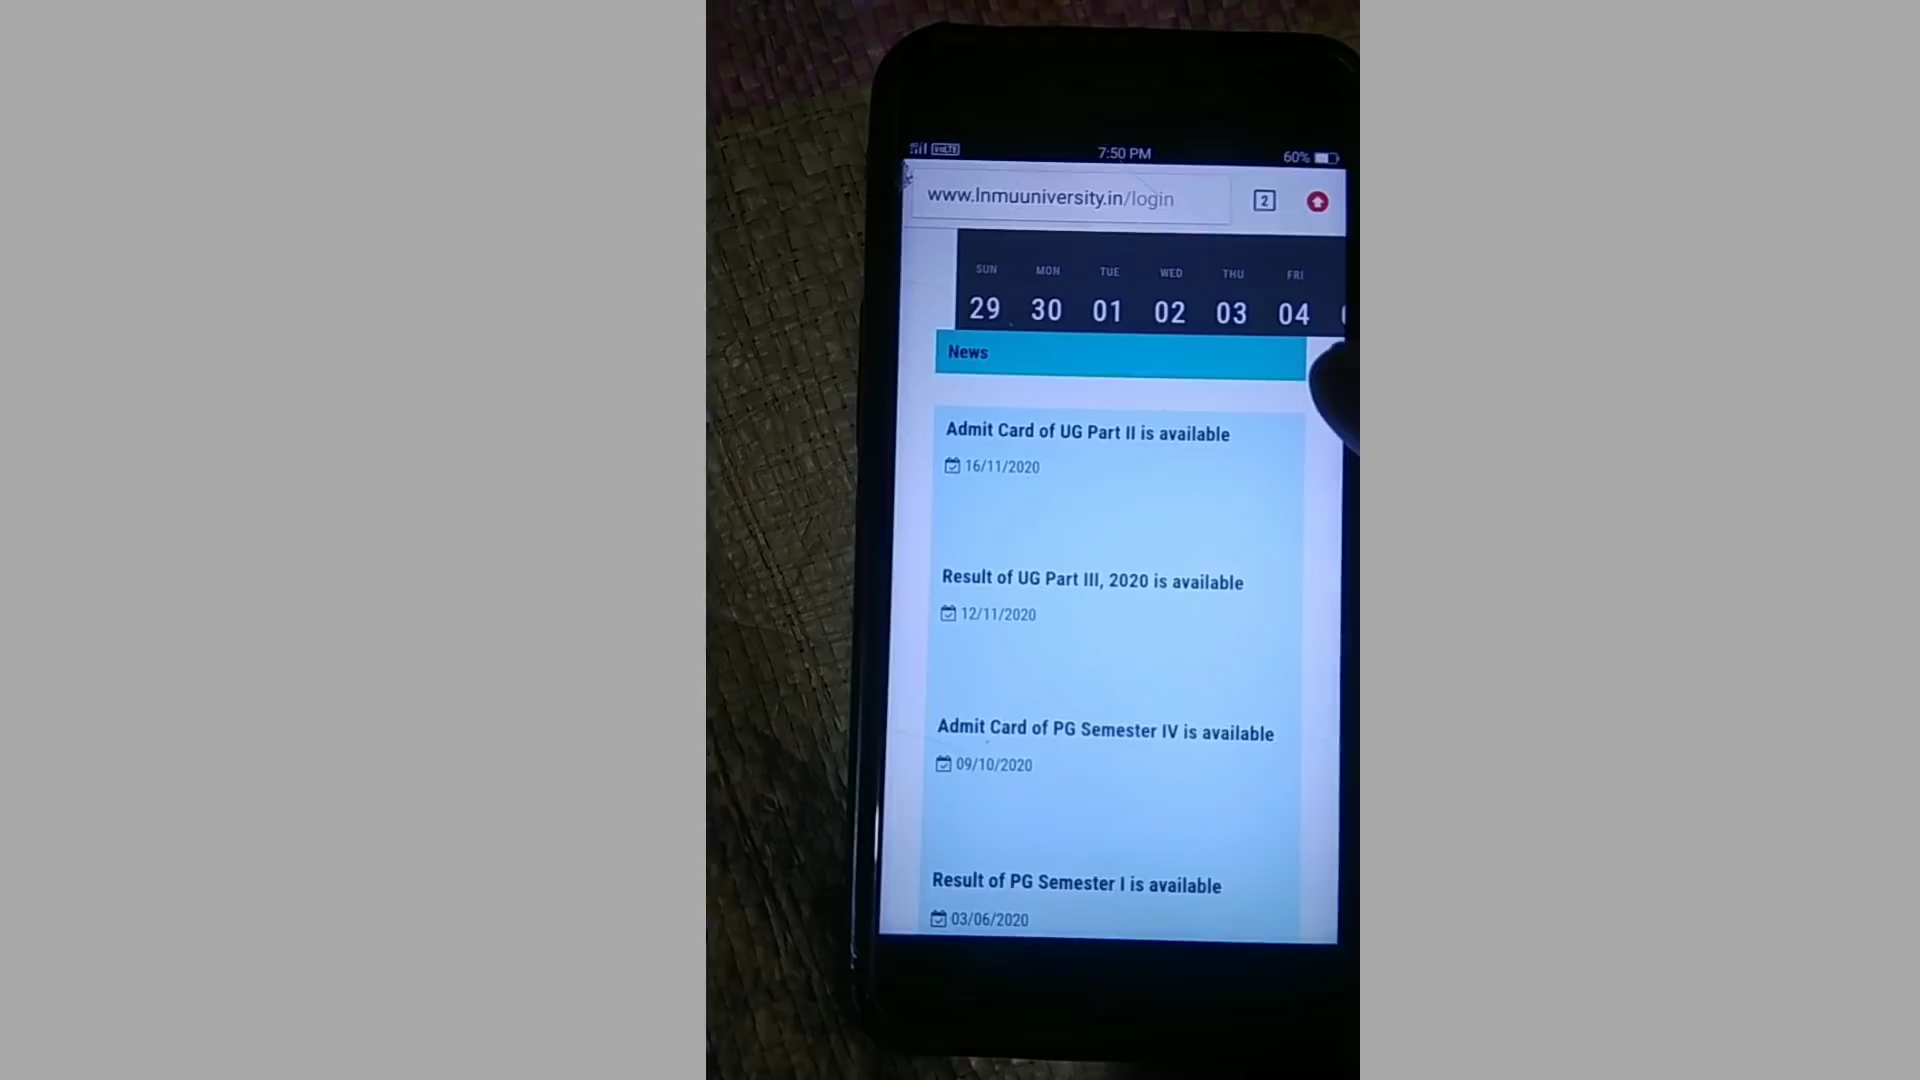 VoLTE 7:50 PM 60%
www.lnmuuniversity.in/login 2
SUN MON TUE WED THU FRI
29 30 01 02 03 04
News
Admit Card of UG Part II is available
16/11/2020
Result of UG Part III, 2020 is available
12/11/2020
Admit Card of PG Semester IV is available
09/10/2020
Result of PG Semester I is available
03/06/2020